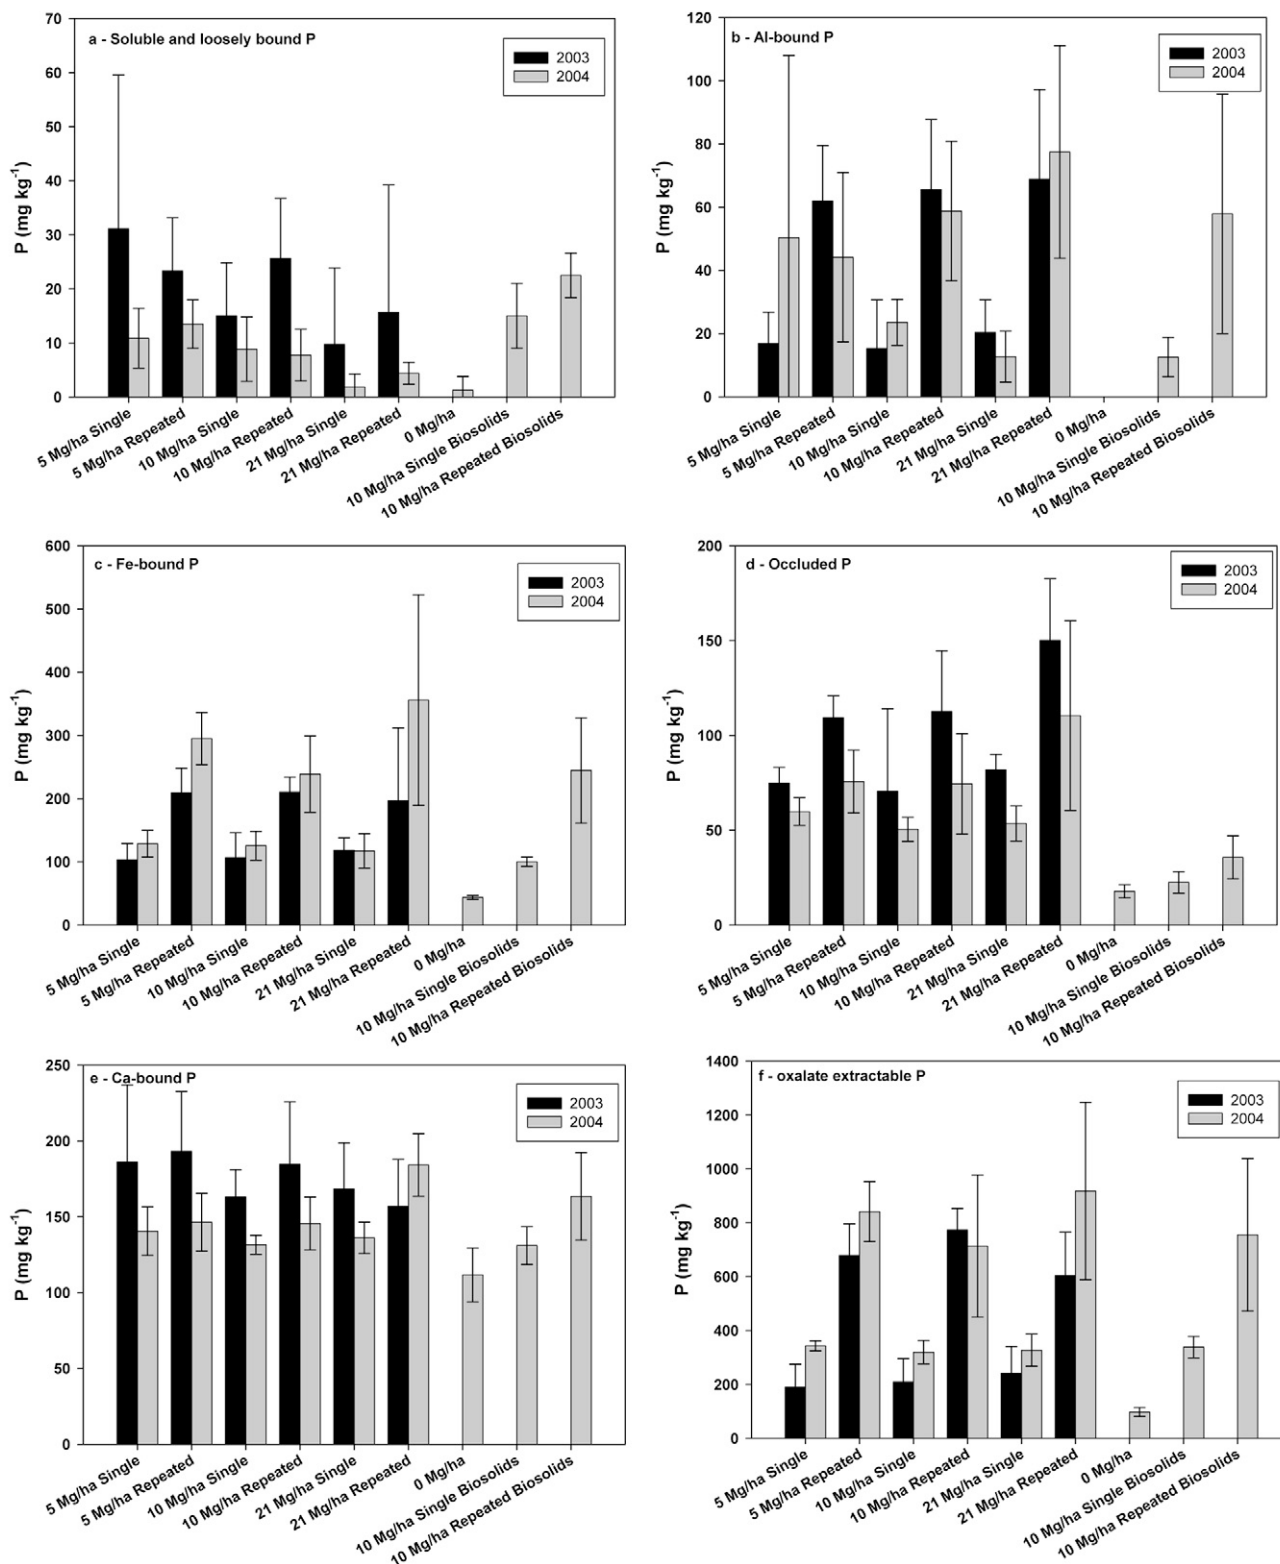 a - Soluble and loosely bound P
2003
2004
P (mg kg-1)
70
60
50
40
30
20
10
0
5 Mg/ha Single
5 Mg/ha Repeated
10 Mg/ha Single
10 Mg/ha Repeated
21 Mg/ha Single
21 Mg/ha Repeated
0 Mg/ha
10 Mg/ha Single Biosolids
10 Mg/ha Repeated Biosolids
b - Al-bound P
2003
2004
P (mg kg-1)
120
100
80
60
40
20
0
5 Mg/ha Single
5 Mg/ha Repeated
10 Mg/ha Single
10 Mg/ha Repeated
21 Mg/ha Single
21 Mg/ha Repeated
0 Mg/ha
10 Mg/ha Single Biosolids
10 Mg/ha Repeated Biosolids
c - Fe-bound P
2003
2004
P (mg kg-1)
600
500
400
300
200
100
0
5 Mg/ha Single
5 Mg/ha Repeated
10 Mg/ha Single
10 Mg/ha Repeated
21 Mg/ha Single
21 Mg/ha Repeated
0 Mg/ha
10 Mg/ha Single Biosolids
10 Mg/ha Repeated Biosolids
d - Occluded P
2003
2004
P (mg kg-1)
200
150
100
50
0
5 Mg/ha Single
5 Mg/ha Repeated
10 Mg/ha Single
10 Mg/ha Repeated
21 Mg/ha Single
21 Mg/ha Repeated
0 Mg/ha
10 Mg/ha Single Biosolids
10 Mg/ha Repeated Biosolids
e - Ca-bound P
2003
2004
P (mg kg-1)
250
200
150
100
50
0
5 Mg/ha Single
5 Mg/ha Repeated
10 Mg/ha Single
10 Mg/ha Repeated
21 Mg/ha Single
21 Mg/ha Repeated
0 Mg/ha
10 Mg/ha Single Biosolids
10 Mg/ha Repeated Biosolids
f - oxalate extractable P
2003
2004
P (mg kg-1)
1400
1200
1000
800
600
400
200
0
5 Mg/ha Single
5 Mg/ha Repeated
10 Mg/ha Single
10 Mg/ha Repeated
21 Mg/ha Single
21 Mg/ha Repeated
0 Mg/ha
10 Mg/ha Single Biosolids
10 Mg/ha Repeated Biosolids